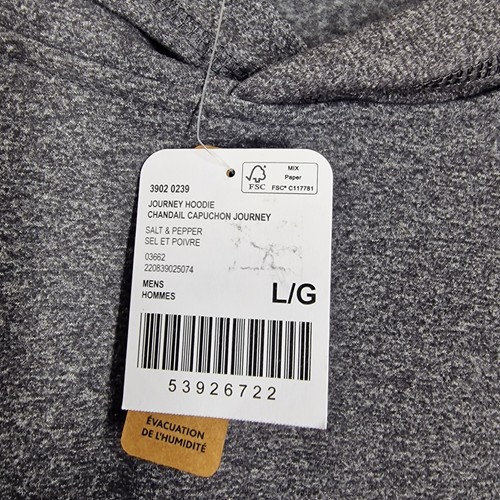 3902 0239
FSC
MIX
Paper
FSC® C117781
JOURNEY HOODIE
CHANDAIL CAPUCHON JOURNEY
SALT & PEPPER
SEL ET POIVRE
03662
220839025074
MENS
HOMMES
L/G
53926722
ÉVACUATION
DE L'HUMIDITÉ